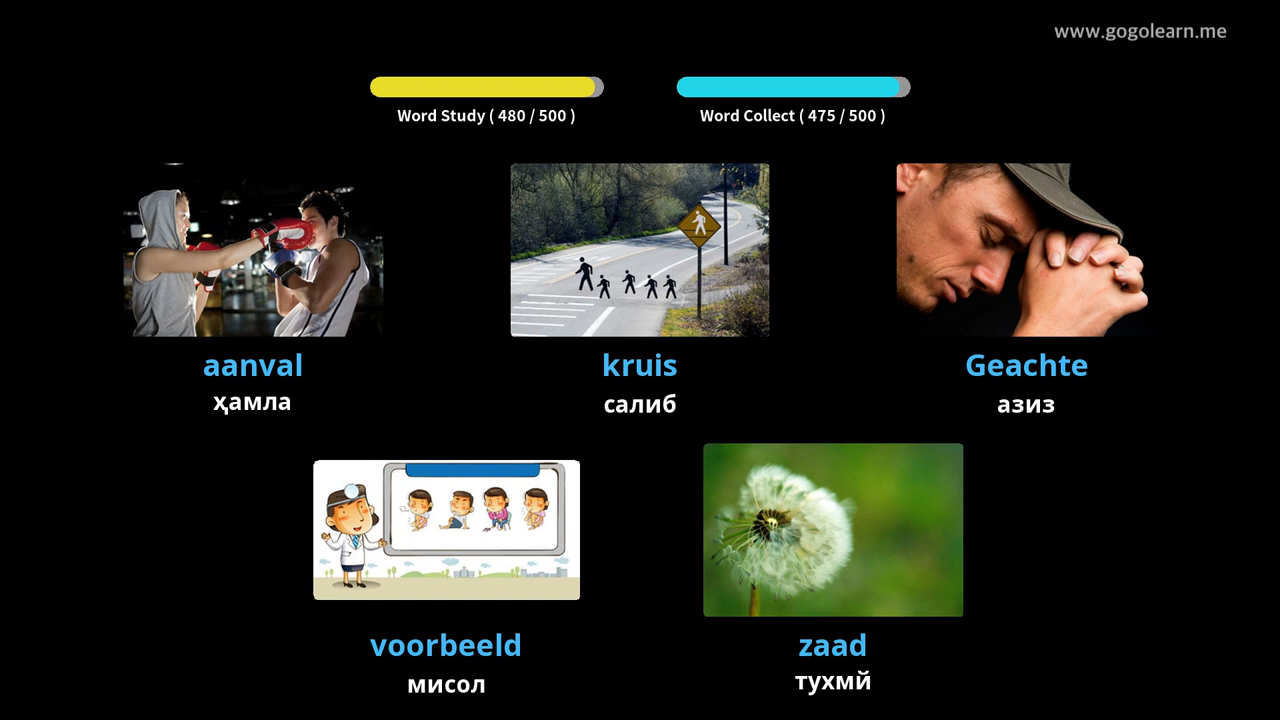 www.gogolearn.me
Word Study ( 480 / 500 )
Word Collect ( 475 / 500 )
aanval
ҳамла
kruis
салиб
Geachte
азиз
voorbeeld
мисол
zaad
тухмй